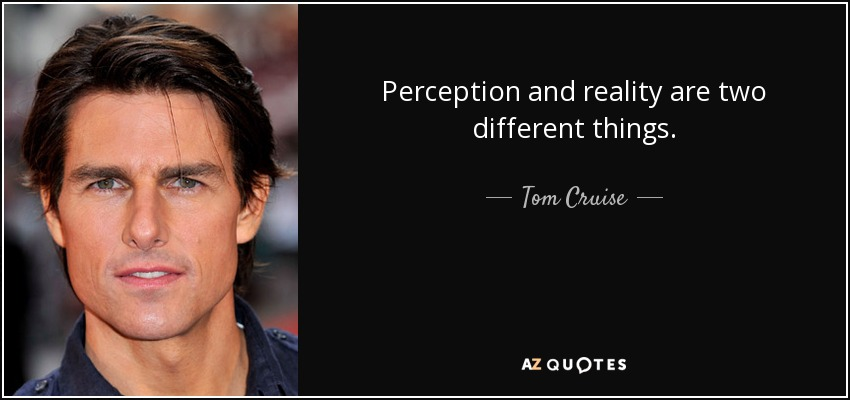 Perception and reality are two
different things.
Tom Cruise
AZ QUOTES